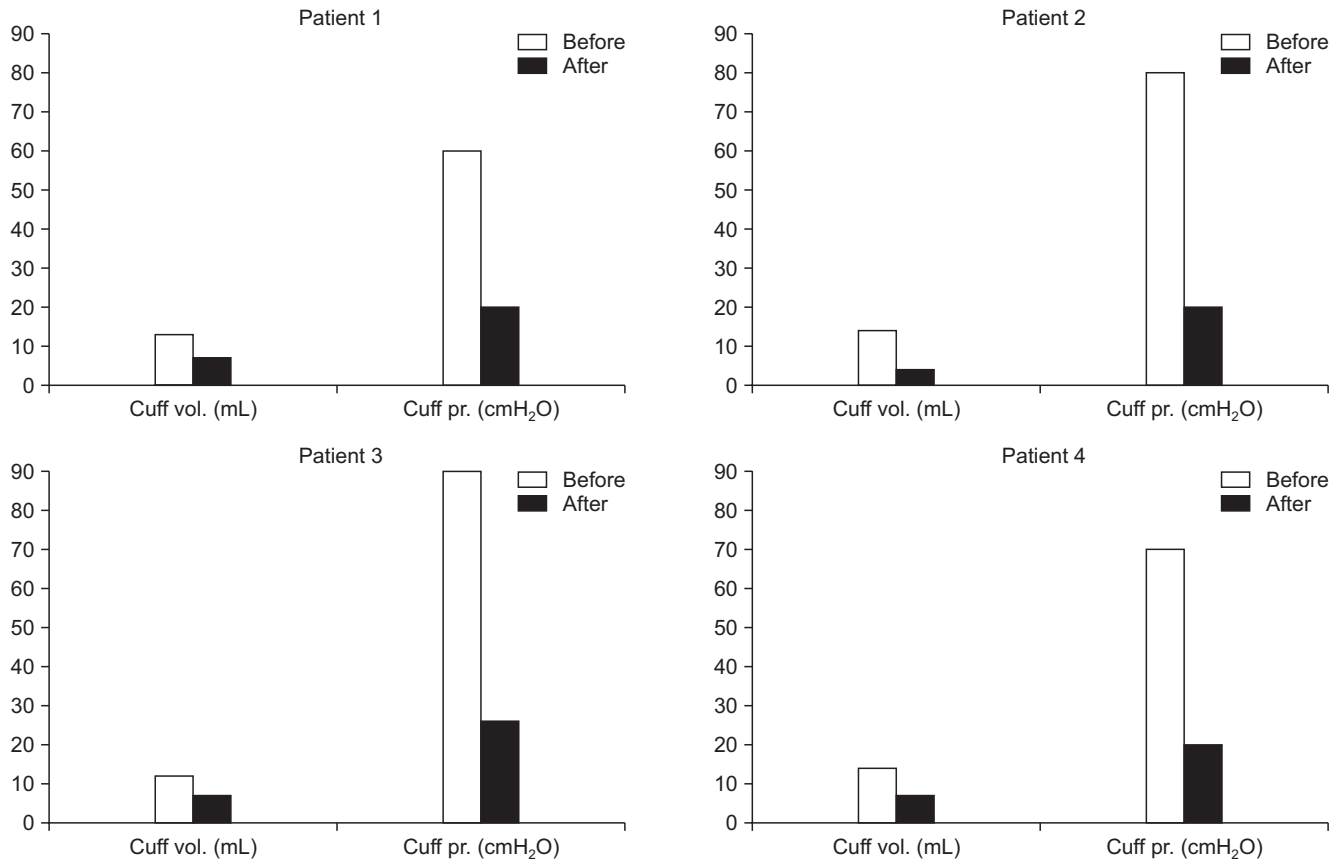 Patient 1
Before
After
90
80
70
60
50
40
30
20
10
0
Cuff vol. (mL)
Cuff pr. (cmH₂O)
Patient 2
Before
After
90
80
70
60
50
40
30
20
10
0
Cuff vol. (mL)
Cuff pr. (cmH₂O)
Patient 3
Before
After
90
80
70
60
50
40
30
20
10
0
Cuff vol. (mL)
Cuff pr. (cmH₂O)
Patient 4
Before
After
90
80
70
60
50
40
30
20
10
0
Cuff vol. (mL)
Cuff pr. (cmH₂O)